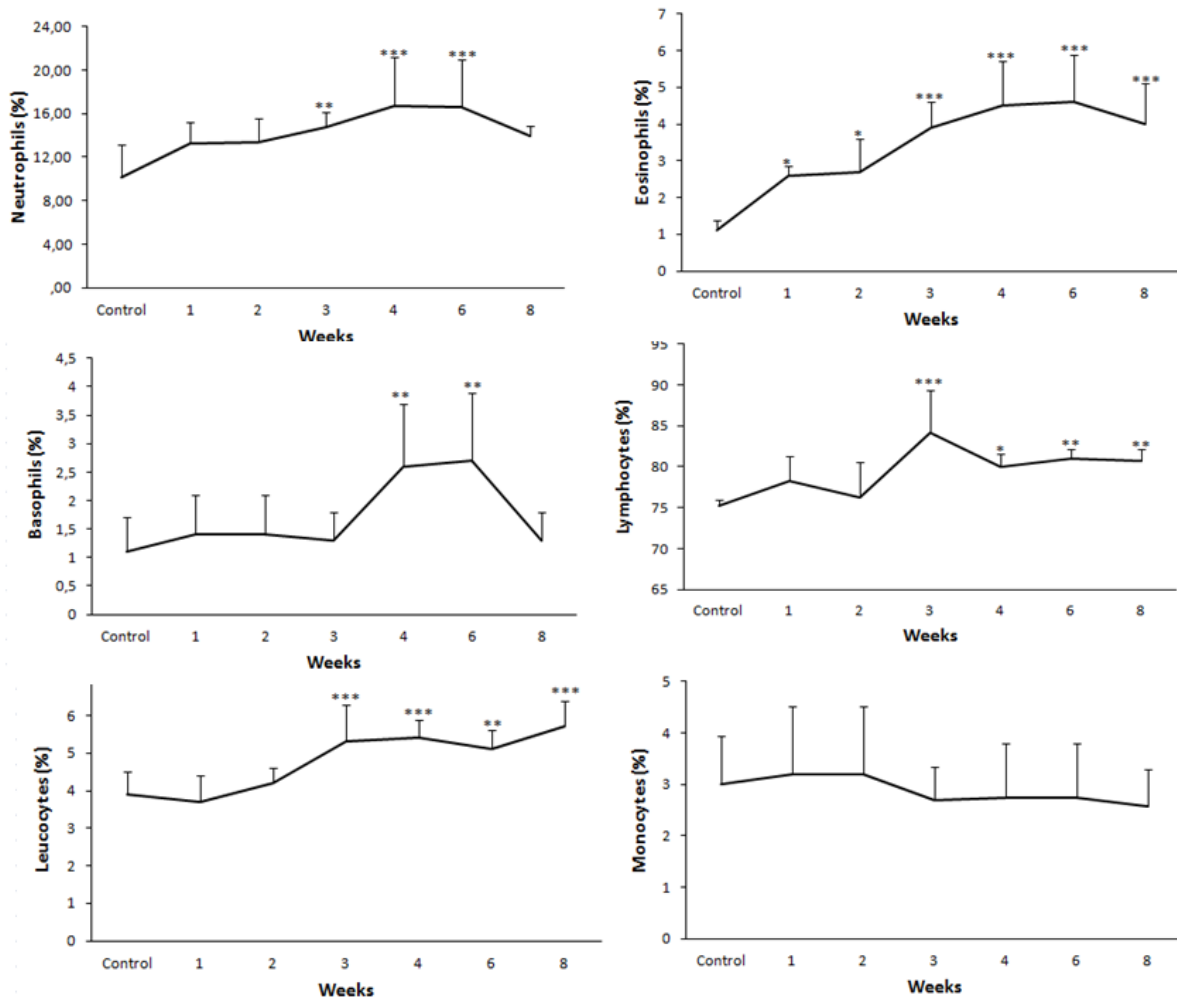 Neutrophils (%)
24,00
20,00
16,00
12,00
8,00
4,00
,00
** *** ***
Control 1 2 3 4 6 8
Weeks
Eosinophils (%)
7
6
5
4
3
2
1
0
* * *** *** *** ***
Control 1 2 3 4 6 8
Weeks
Basophils (%)
4,5
4
3,5
3
2,5
2
1,5
1
0,5
0
** **
Control 1 2 3 4 6 8
Weeks
Lymphocytes (%)
95
90
85
80
75
70
65
*** * ** **
Control 1 2 3 4 6 8
Weeks
Leucocytes (%)
6
5
4
3
2
1
0
*** *** ** ***
Control 1 2 3 4 6 8
Weeks
Monocytes (%)
5
4
3
2
1
0
Control 1 2 3 4 6 8
Weeks